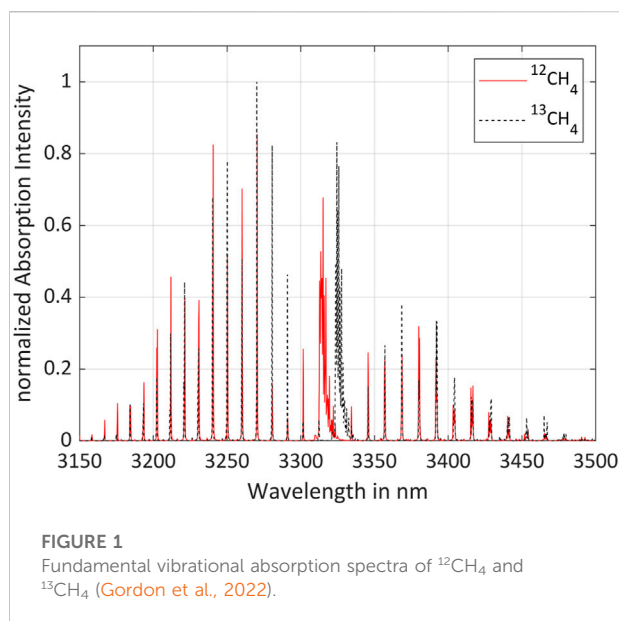 normalized Absorption Intensity
1
0.8
0.6
0.4
0.2
0
¹²CH₄
¹³CH₄
3150 3200 3250 3300 3350 3400 3450 3500
Wavelength in nm
FIGURE 1
Fundamental vibrational absorption spectra of ¹²CH₄ and
¹³CH₄ (Gordon et al., 2022).